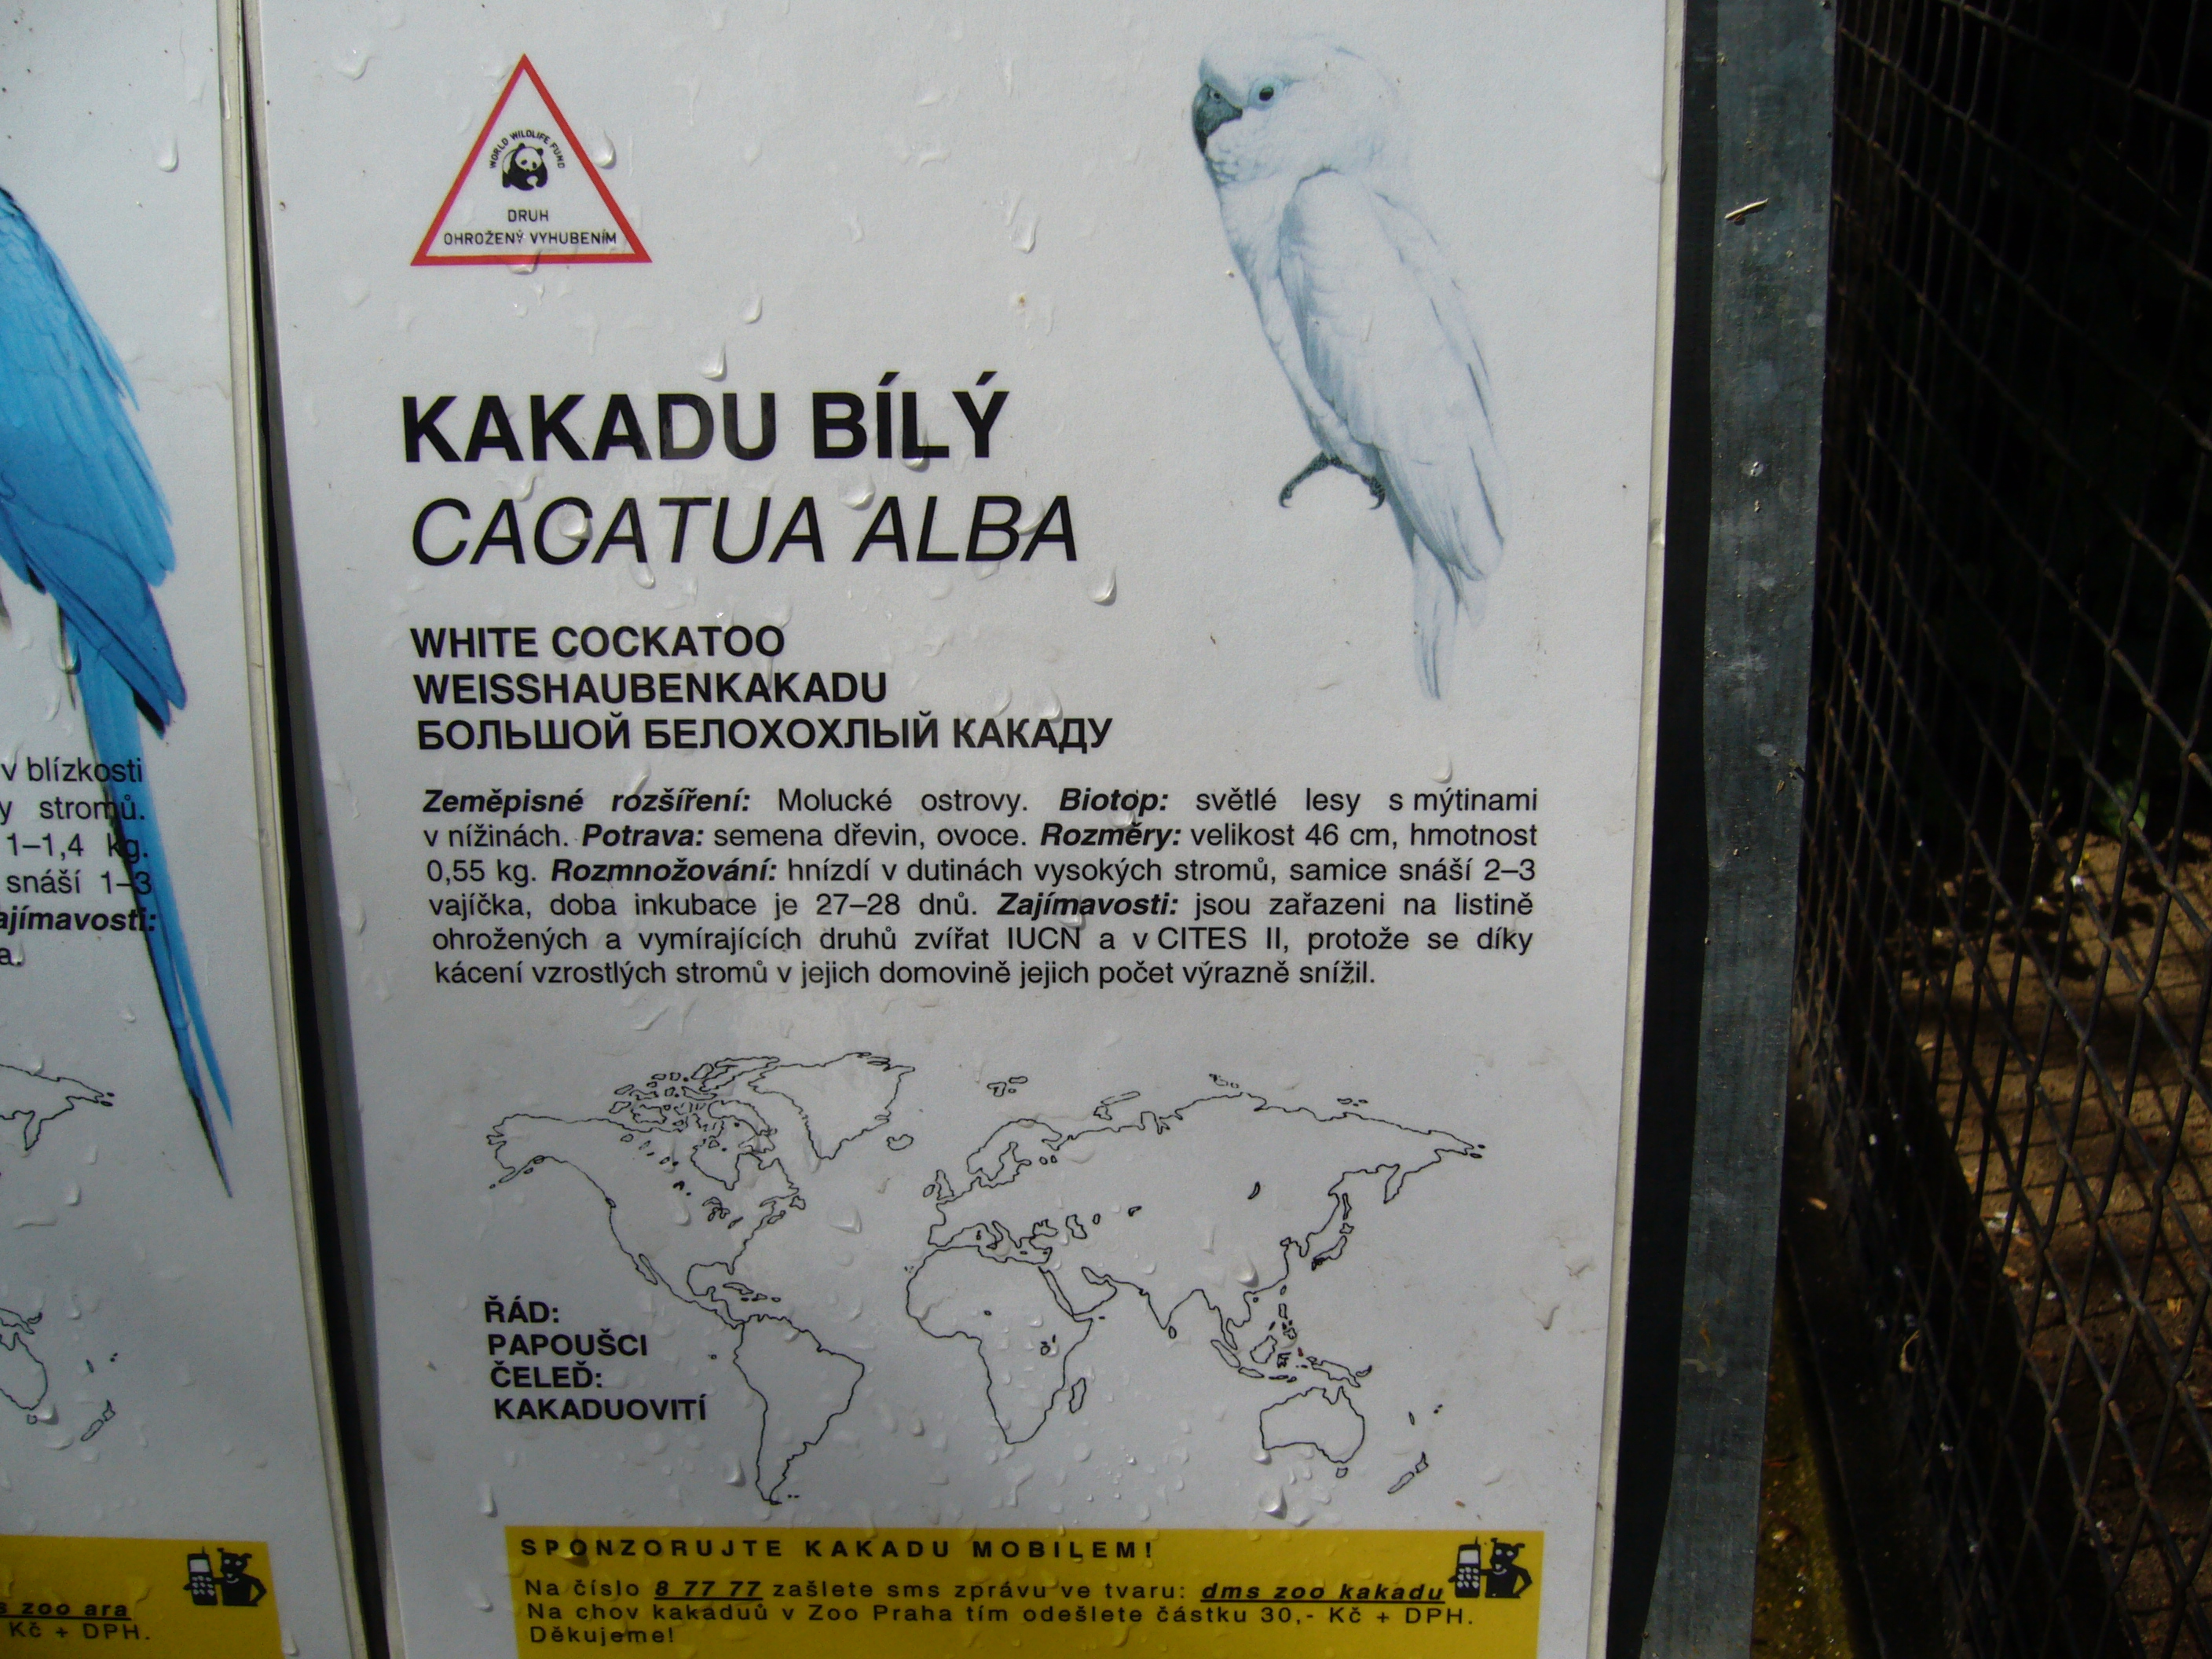 WORLD WILDLIFE FUND
DRUH
OHROŽENÝ VYHUBENÍM
KAKADU BÍLÝ
CACATUA ALBA
WHITE COCKATOO
WEISSHAUBENKAKADU
БОЛЬШОЙ БЕЛОХОХЛЫЙ КАКАДУ
Zeměpisné rozšíření: Molucké ostrovy. Biotop: světlé lesy s mýtinami
v nížinách. Potrava: semena dřevin, ovoce. Rozměry: velikost 46 cm, hmotnost
0,55 kg. Rozmnožování: hnízdí v dutinách vysokých stromů, samice snáší 2–3
vajíčka, doba inkubace je 27–28 dnů. Zajímavosti: jsou zařazeni na listině
ohrožených a vymírajících druhů zvířat IUCN a v CITES II, protože se díky
kácení vzrostlých stromů v jejich domovině jejich počet výrazně snížil.
ŘÁD:
PAPOUŠCI
ČELEĎ:
KAKADUOVITÍ
SPONZORUJTE KAKADU MOBILEM!
Na číslo 8 77 77 zašlete sms zprávu ve tvaru: dms zoo kakadu
Na chov kakaduů v Zoo Praha tím odešlete částku 30,- Kč + DPH.
Děkujeme!
v blízkosti
y stromů.
1–1,4 kg.
snáší 1–3
ajímavosti:
a.
s zoo ara
Kč + DPH.